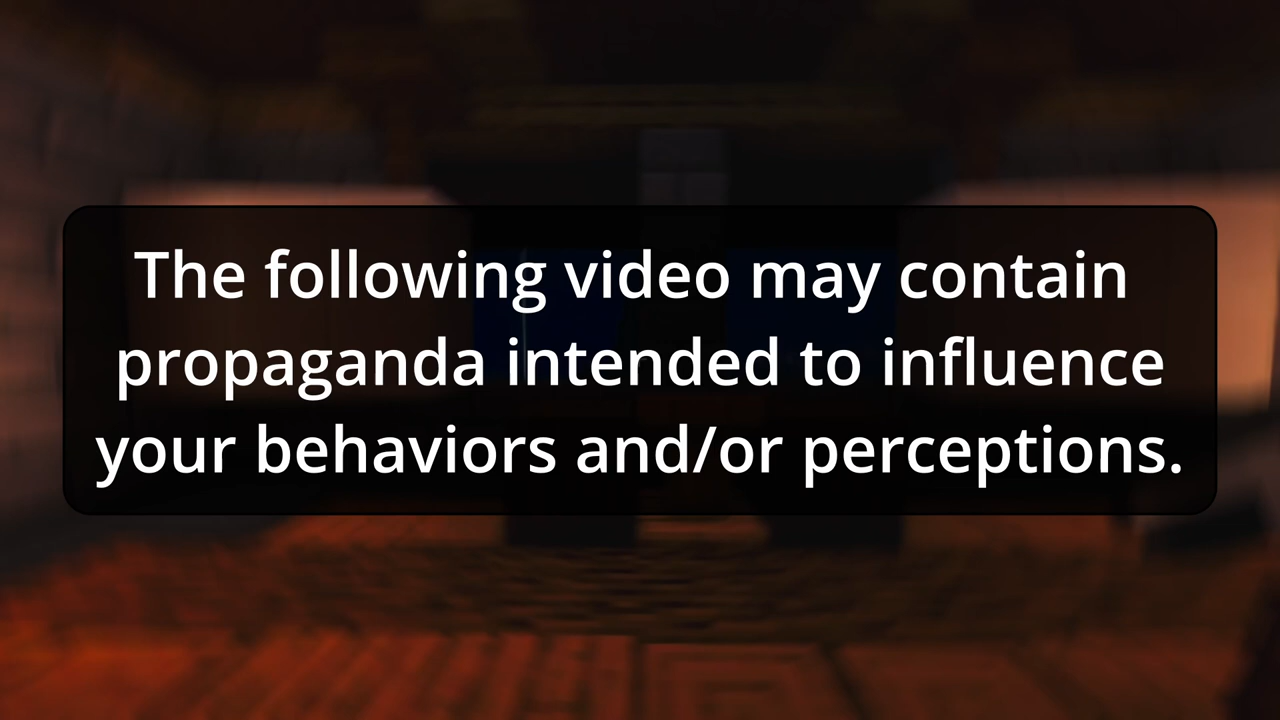 The following video may contain
propaganda intended to influence
your behaviors and/or perceptions.